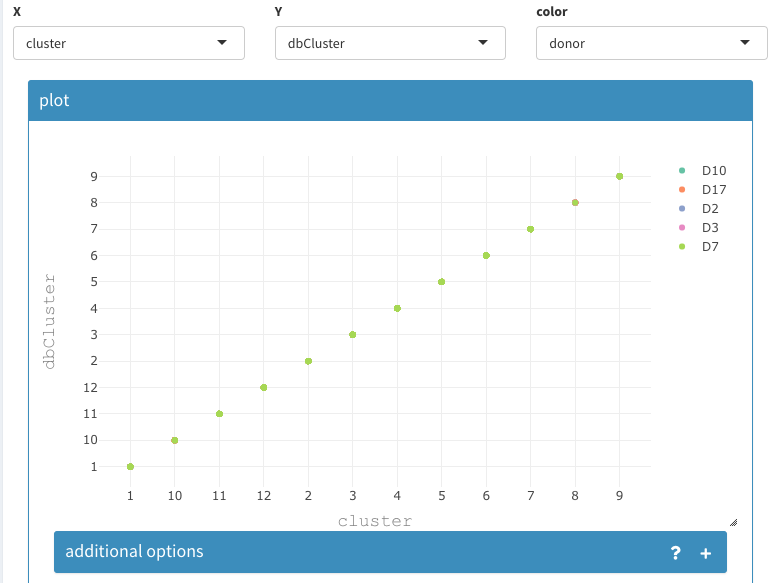 X Y color
cluster dbCluster donor
plot
D10
D17
D2
D3
D7
9
8
7
6
5
4
3
2
12
11
10
1
dbCluster
1 10 11 12 2 3 4 5 6 7 8 9
cluster
additional options ? +